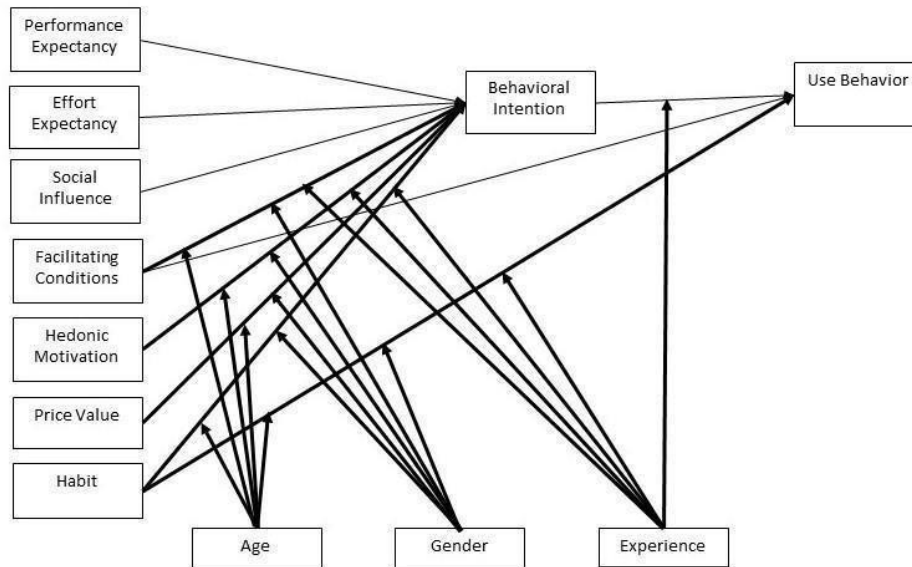 Performance
Expectancy
Effort
Expectancy
Social
Influence
Facilitating
Conditions
Hedonic
Motivation
Price Value
Habit
Behavioral
Intention
Use Behavior
Age
Gender
Experience